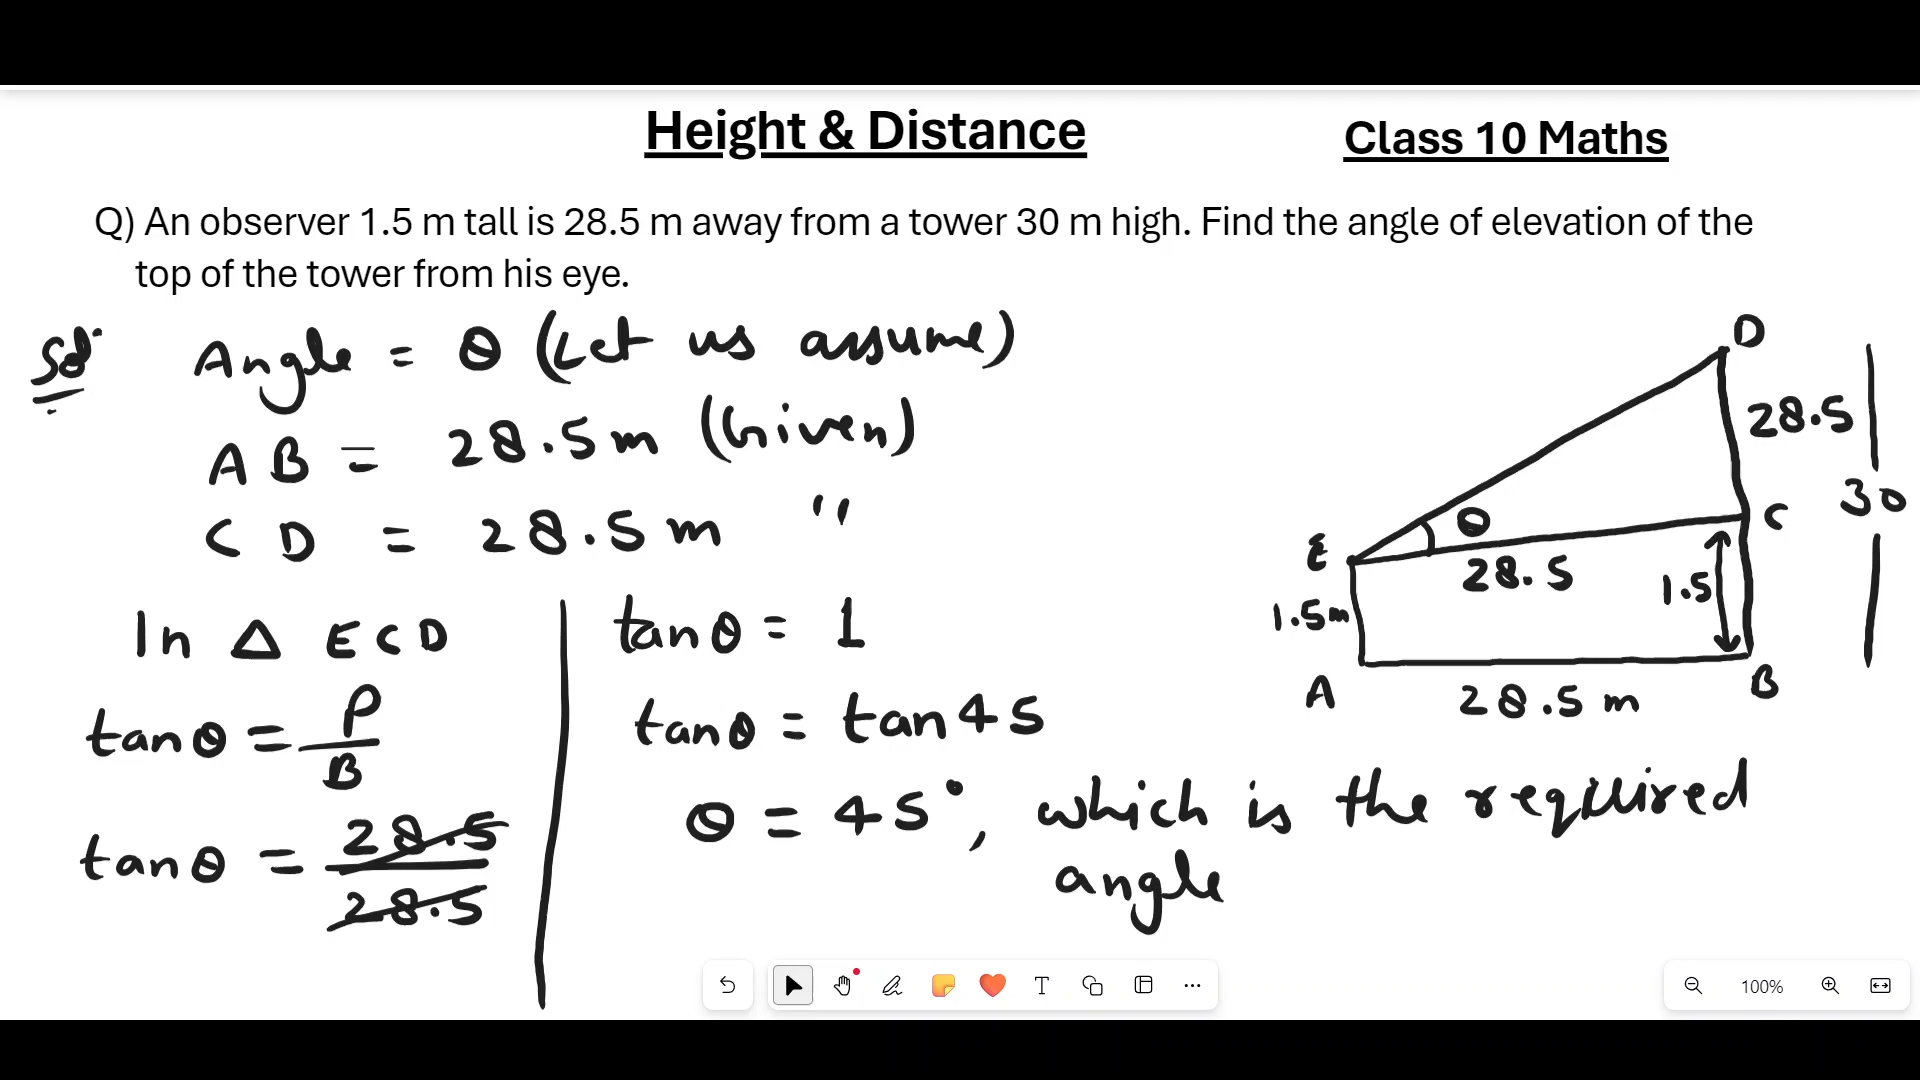 Height & Distance
Class 10 Maths
Q) An observer 1.5 m tall is 28.5 m away from a tower 30 m high. Find the angle of elevation of the
top of the tower from his eye.
Sol.
Angle = θ (Let us assume)
AB = 28.5m (Given)
CD = 28.5m "
In Δ ECD
tanθ = P/B
tanθ = 28.5/28.5
tanθ = 1
tanθ = tan45
θ = 45°, which is the required
angle
D
28.5
30
C
θ
E
28.5
1.5
1.5m
A
B
28.5 m
T
100%